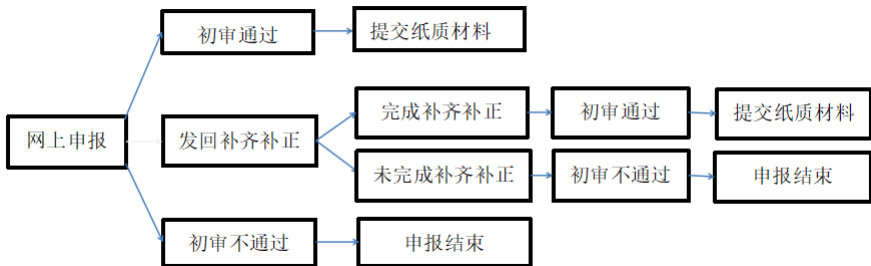 初审通过
提交纸质材料
完成补齐补正
初审通过
提交纸质材料
网上申报
发回补齐补正
未完成补齐补正
初审不通过
申报结束
初审不通过
申报结束